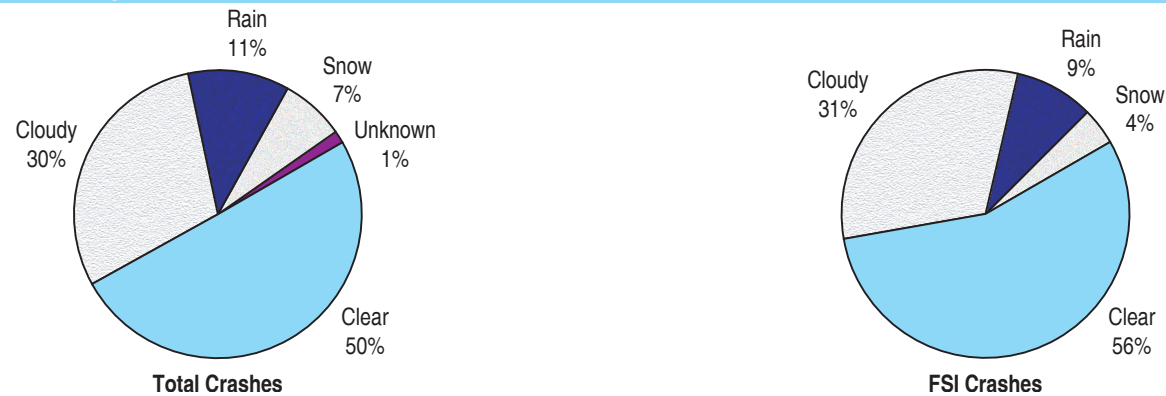 Rain
11%
Snow
7%
Unknown
1%
Cloudy
30%
Clear
50%
Total Crashes
Rain
9%
Snow
4%
Cloudy
31%
Clear
56%
FSI Crashes